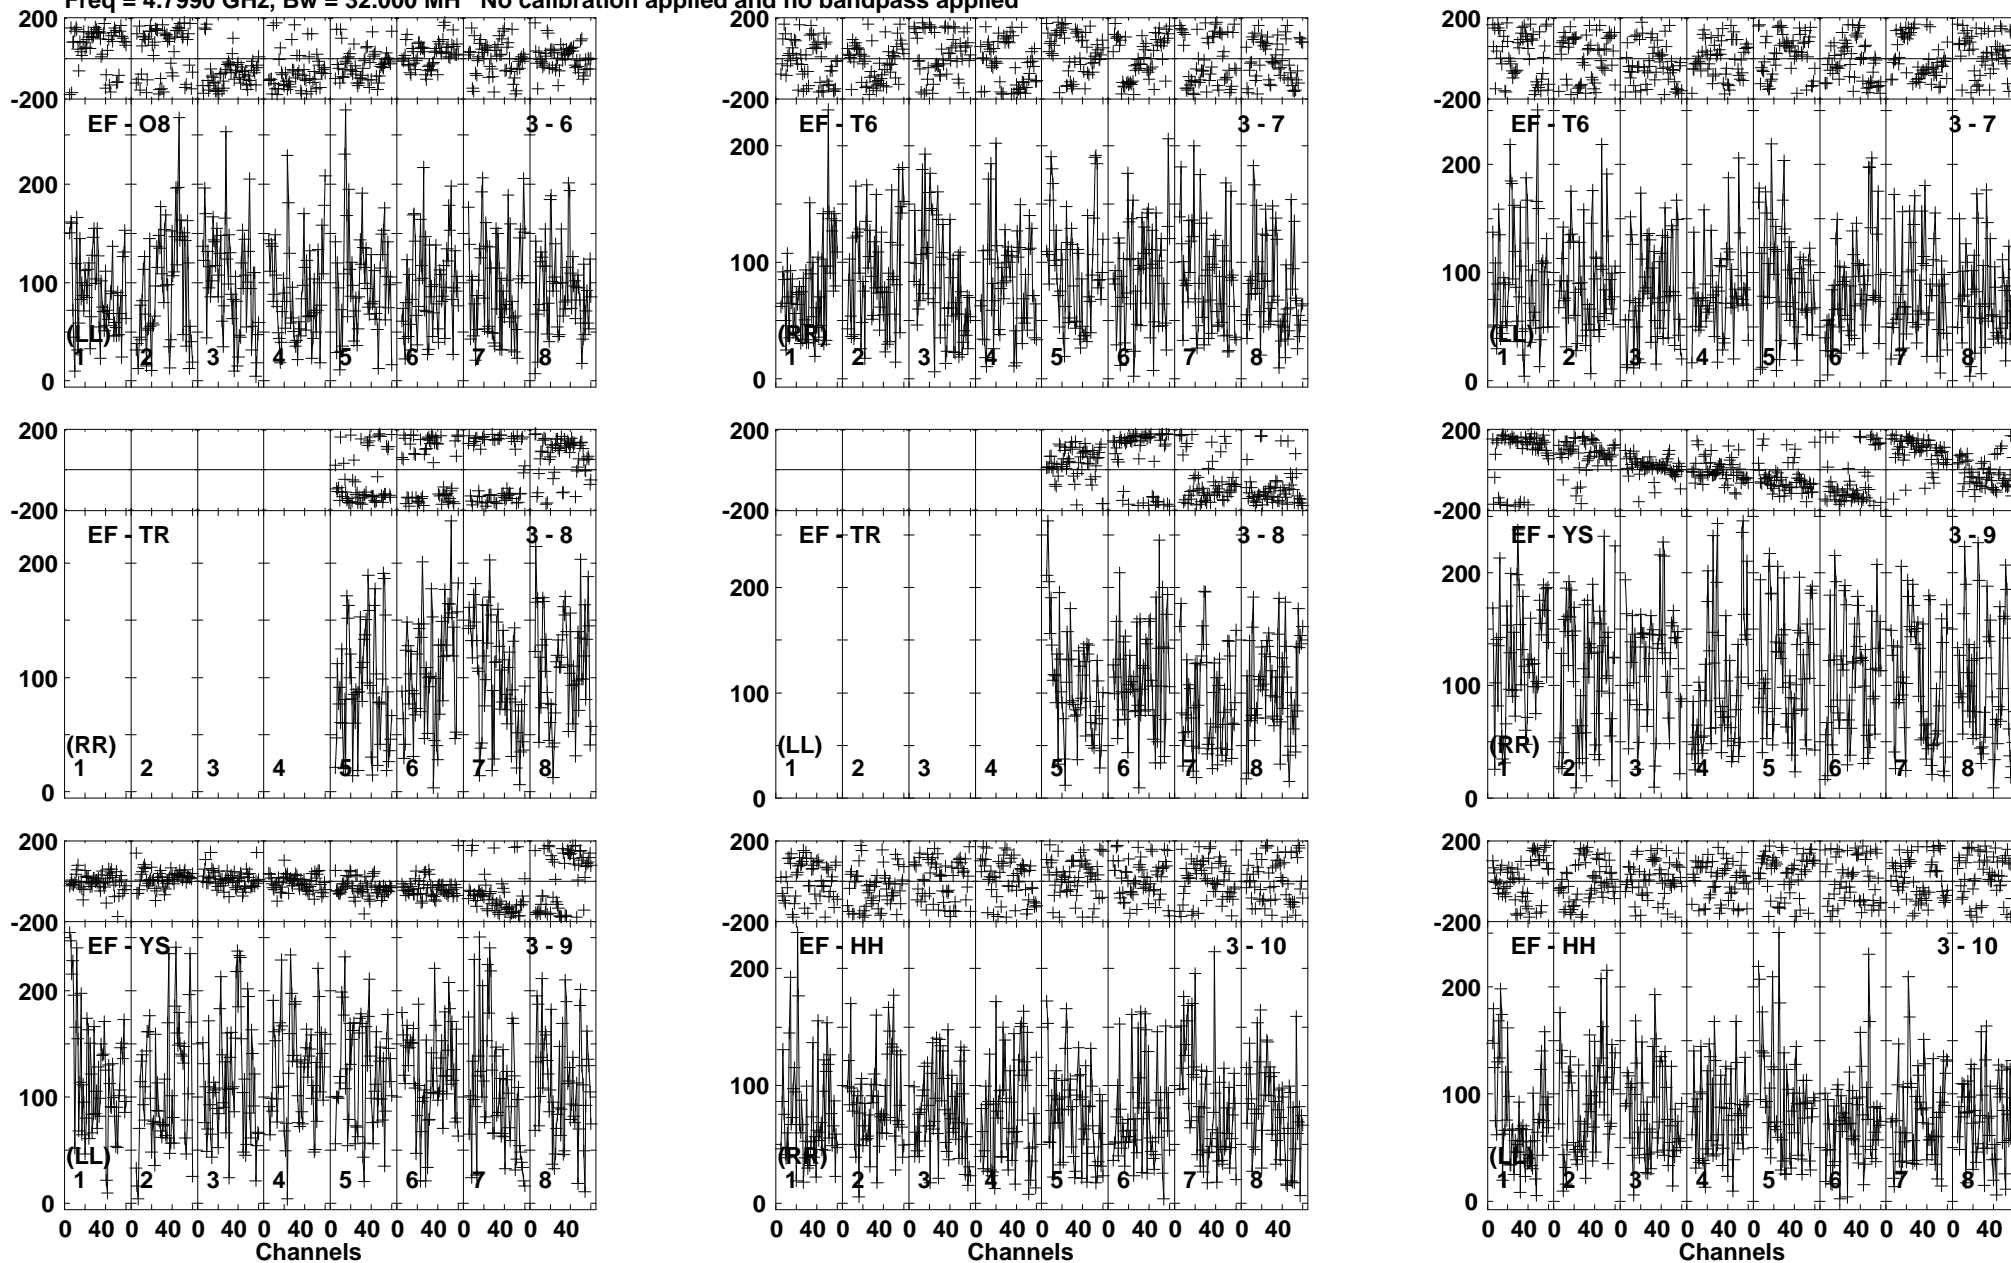 Freq = 4.7990 GHz, Bw = 32.000 MH No calibration applied and no bandpass applied
200 200 200
-200 -200 -200
EF - O8 3 - 6 EF - T6 3 - 7 EF - T6 3 - 7
200 200 200
100 100 100
(LL) (RR) (LL)
1 2 3 4 5 6 7 8 1 2 3 4 5 6 7 8 1 2 3 4 5 6 7 8
0 0 0
200 200 200
-200 -200 -200
EF - TR 3 - 8 EF - TR 3 - 8 EF - YS 3 - 9
200 200 200
100 100 100
(RR) (LL) (RR)
1 2 3 4 5 6 7 8 1 2 3 4 5 6 7 8 1 2 3 4 5 6 7 8
0 0 0
200 200 200
-200 -200 -200
EF - YS 3 - 9 EF - HH 3 - 10 EF - HH 3 - 10
200 200 200
100 100 100
(LL) (RR) (LL)
1 2 3 4 5 6 7 8 1 2 3 4 5 6 7 8 1 2 3 4 5 6 7 8
0 0 0
0 40 0 40 0 40 0 40 0 40 0 40 0 40 0 40 0 40 0 40 0 40 0 40 0 40 0 40 0 40 0 40 0 40 0 40 0 40 0 40 0 40 0 40 0 40 0 40
Channels Channels Channels